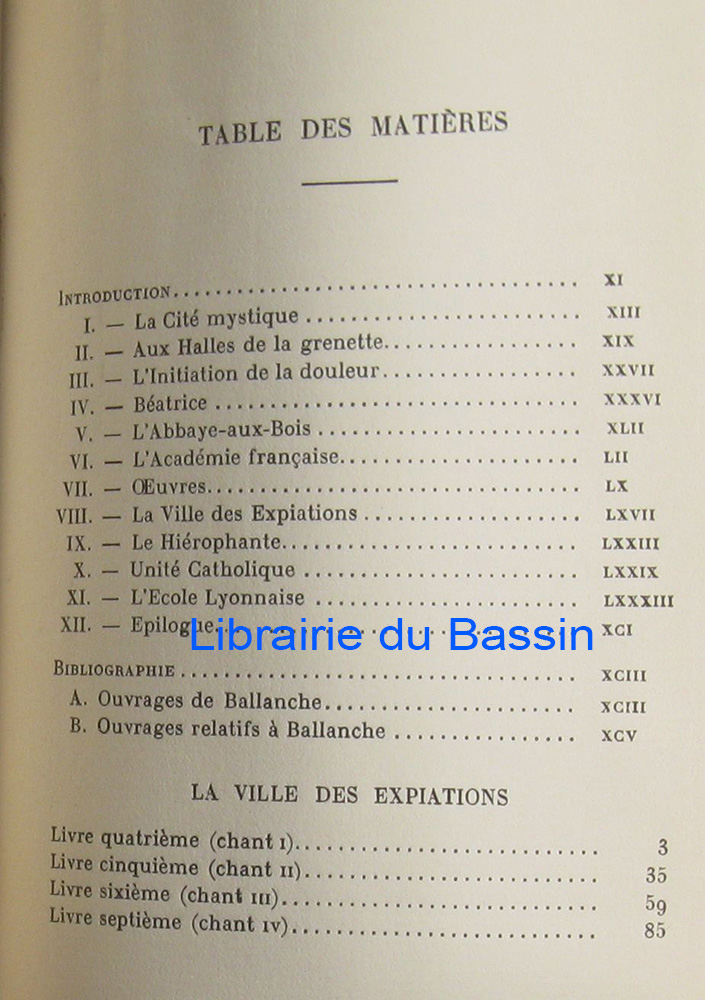 TABLE DES MATIÈRES
INTRODUCTION........................................ XI
I. — La Cité mystique .......................... XIII
II. — Aux Halles de la grenette.................. XIX
III. — L'Initiation de la douleur.................. XXVII
IV. — Béatrice .................................. XXXVI
V. — L'Abbaye-aux-Bois ......................... XLII
VI. — L'Académie française....................... LII
VII. — Œuvres.................................... LX
VIII. — La Ville des Expiations .................... LXVII
IX. — Le Hiérophante............................ LXXIII
X. — Unité Catholique .......................... LXXIX
XI. — L'Ecole Lyonnaise ......................... LXXXIII
XII. — Epilogue.................................. XCI
Librairie du Bassin
BIBLIOGRAPHIE ...................................... XCIII
A. Ouvrages de Ballanche........................ XCIII
B. Ouvrages relatifs à Ballanche ................. XCV
LA VILLE DES EXPIATIONS
Livre quatrième (chant I)............................ 3
Livre cinquième (chant II)........................... 35
Livre sixième (chant III)............................. 59
Livre septième (chant IV)............................ 85